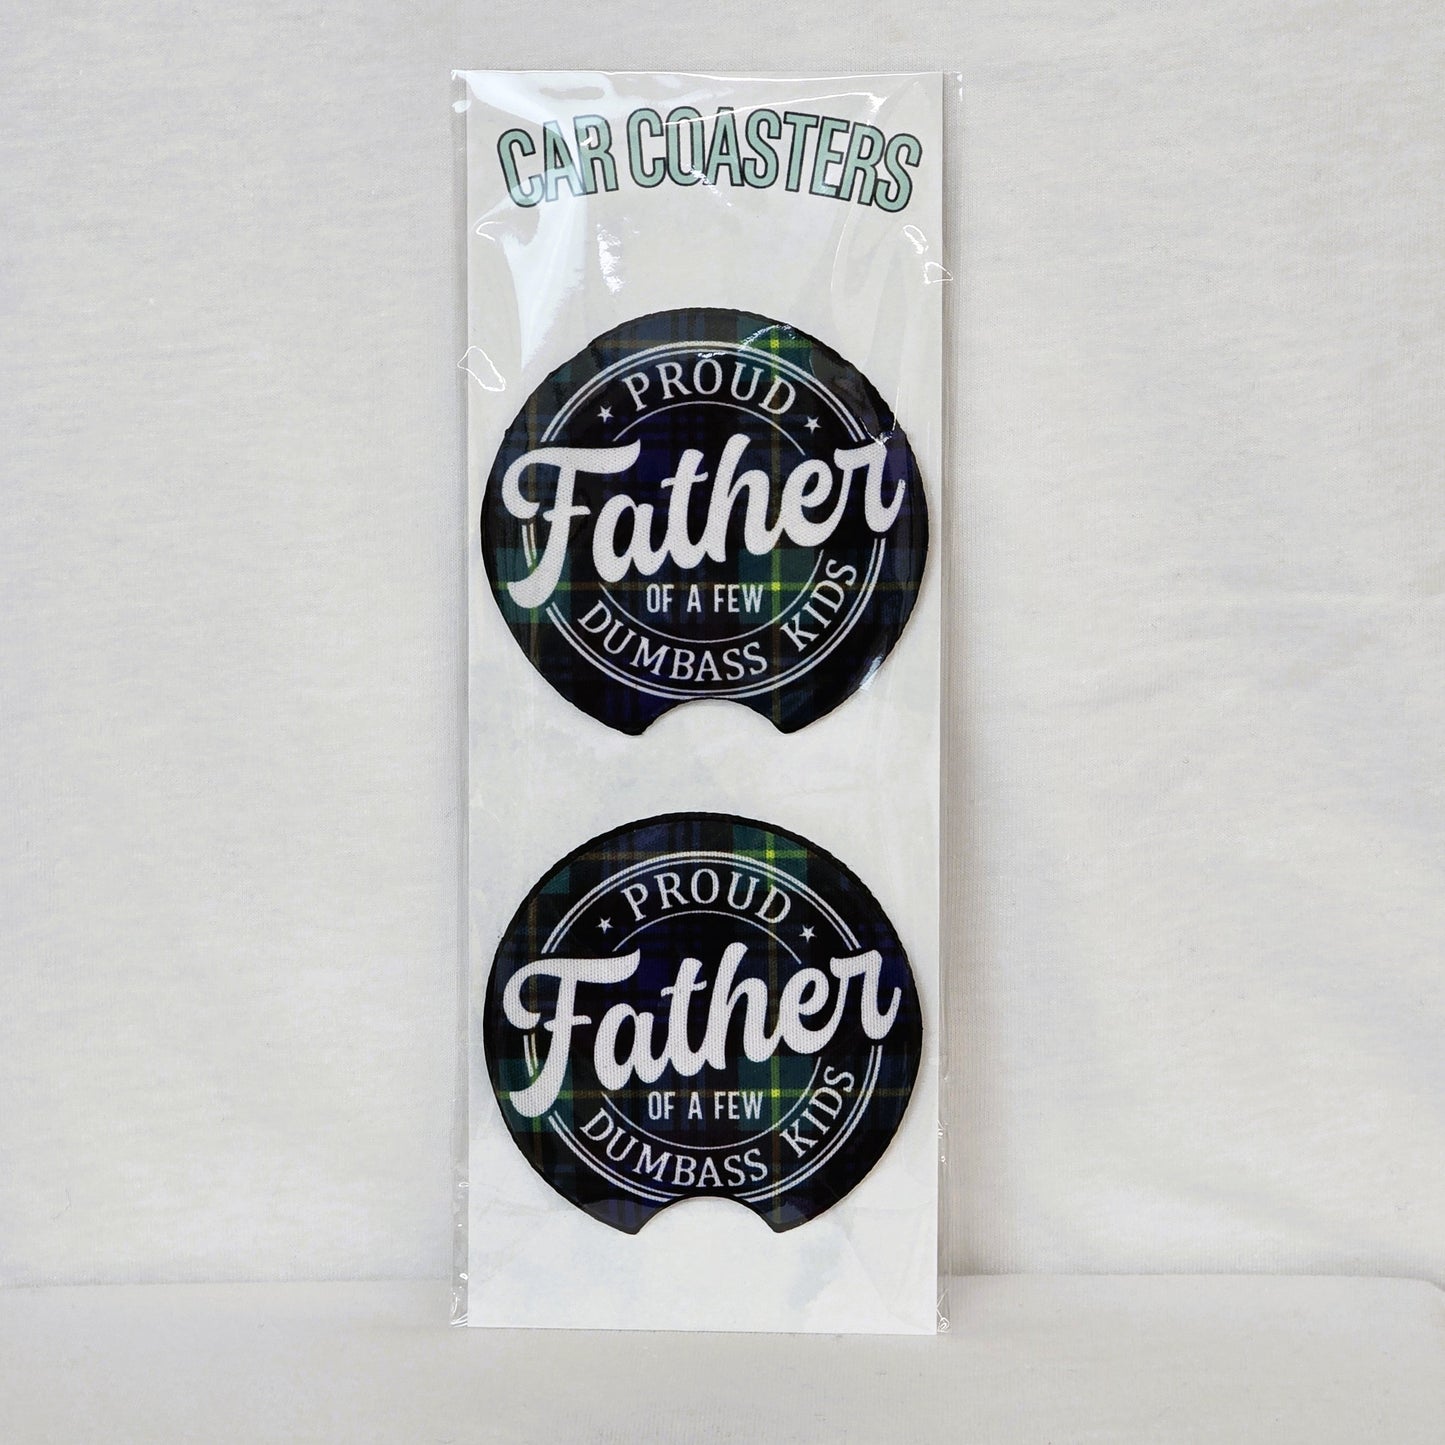 CAR COASTERS
PROUD
Father
OF A FEW
DUMBASS KIDS
PROUD
Father
OF A FEW
DUMBASS KIDS